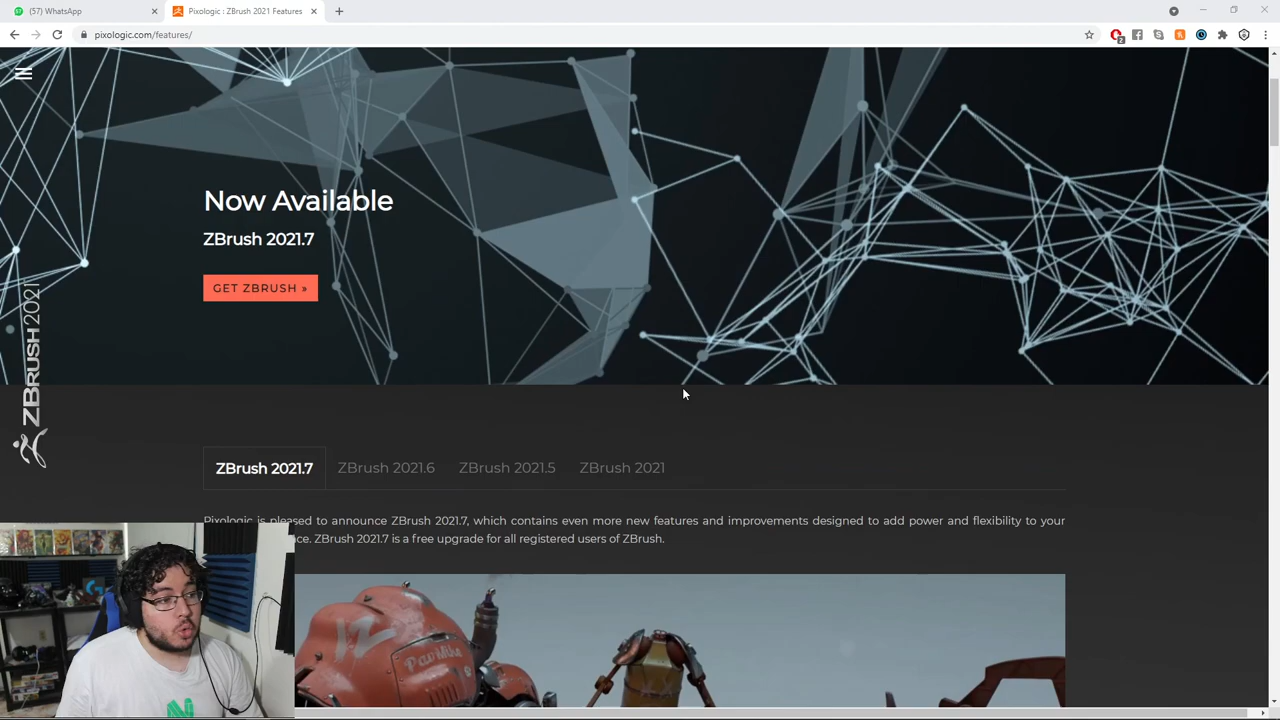 (57) WhatsApp
Pixologic : ZBrush 2021 Features
pixologic.com/features/
2
Now Available
ZBrush 2021.7
GET ZBRUSH »
ZBRUSH2021
ZBrush 2021.7
ZBrush 2021.6
ZBrush 2021.5
ZBrush 2021
Pixologic is pleased to announce ZBrush 2021.7, which contains even more new features and improvements designed to add power and flexibility to your
ce. ZBrush 2021.7 is a free upgrade for all registered users of ZBrush.